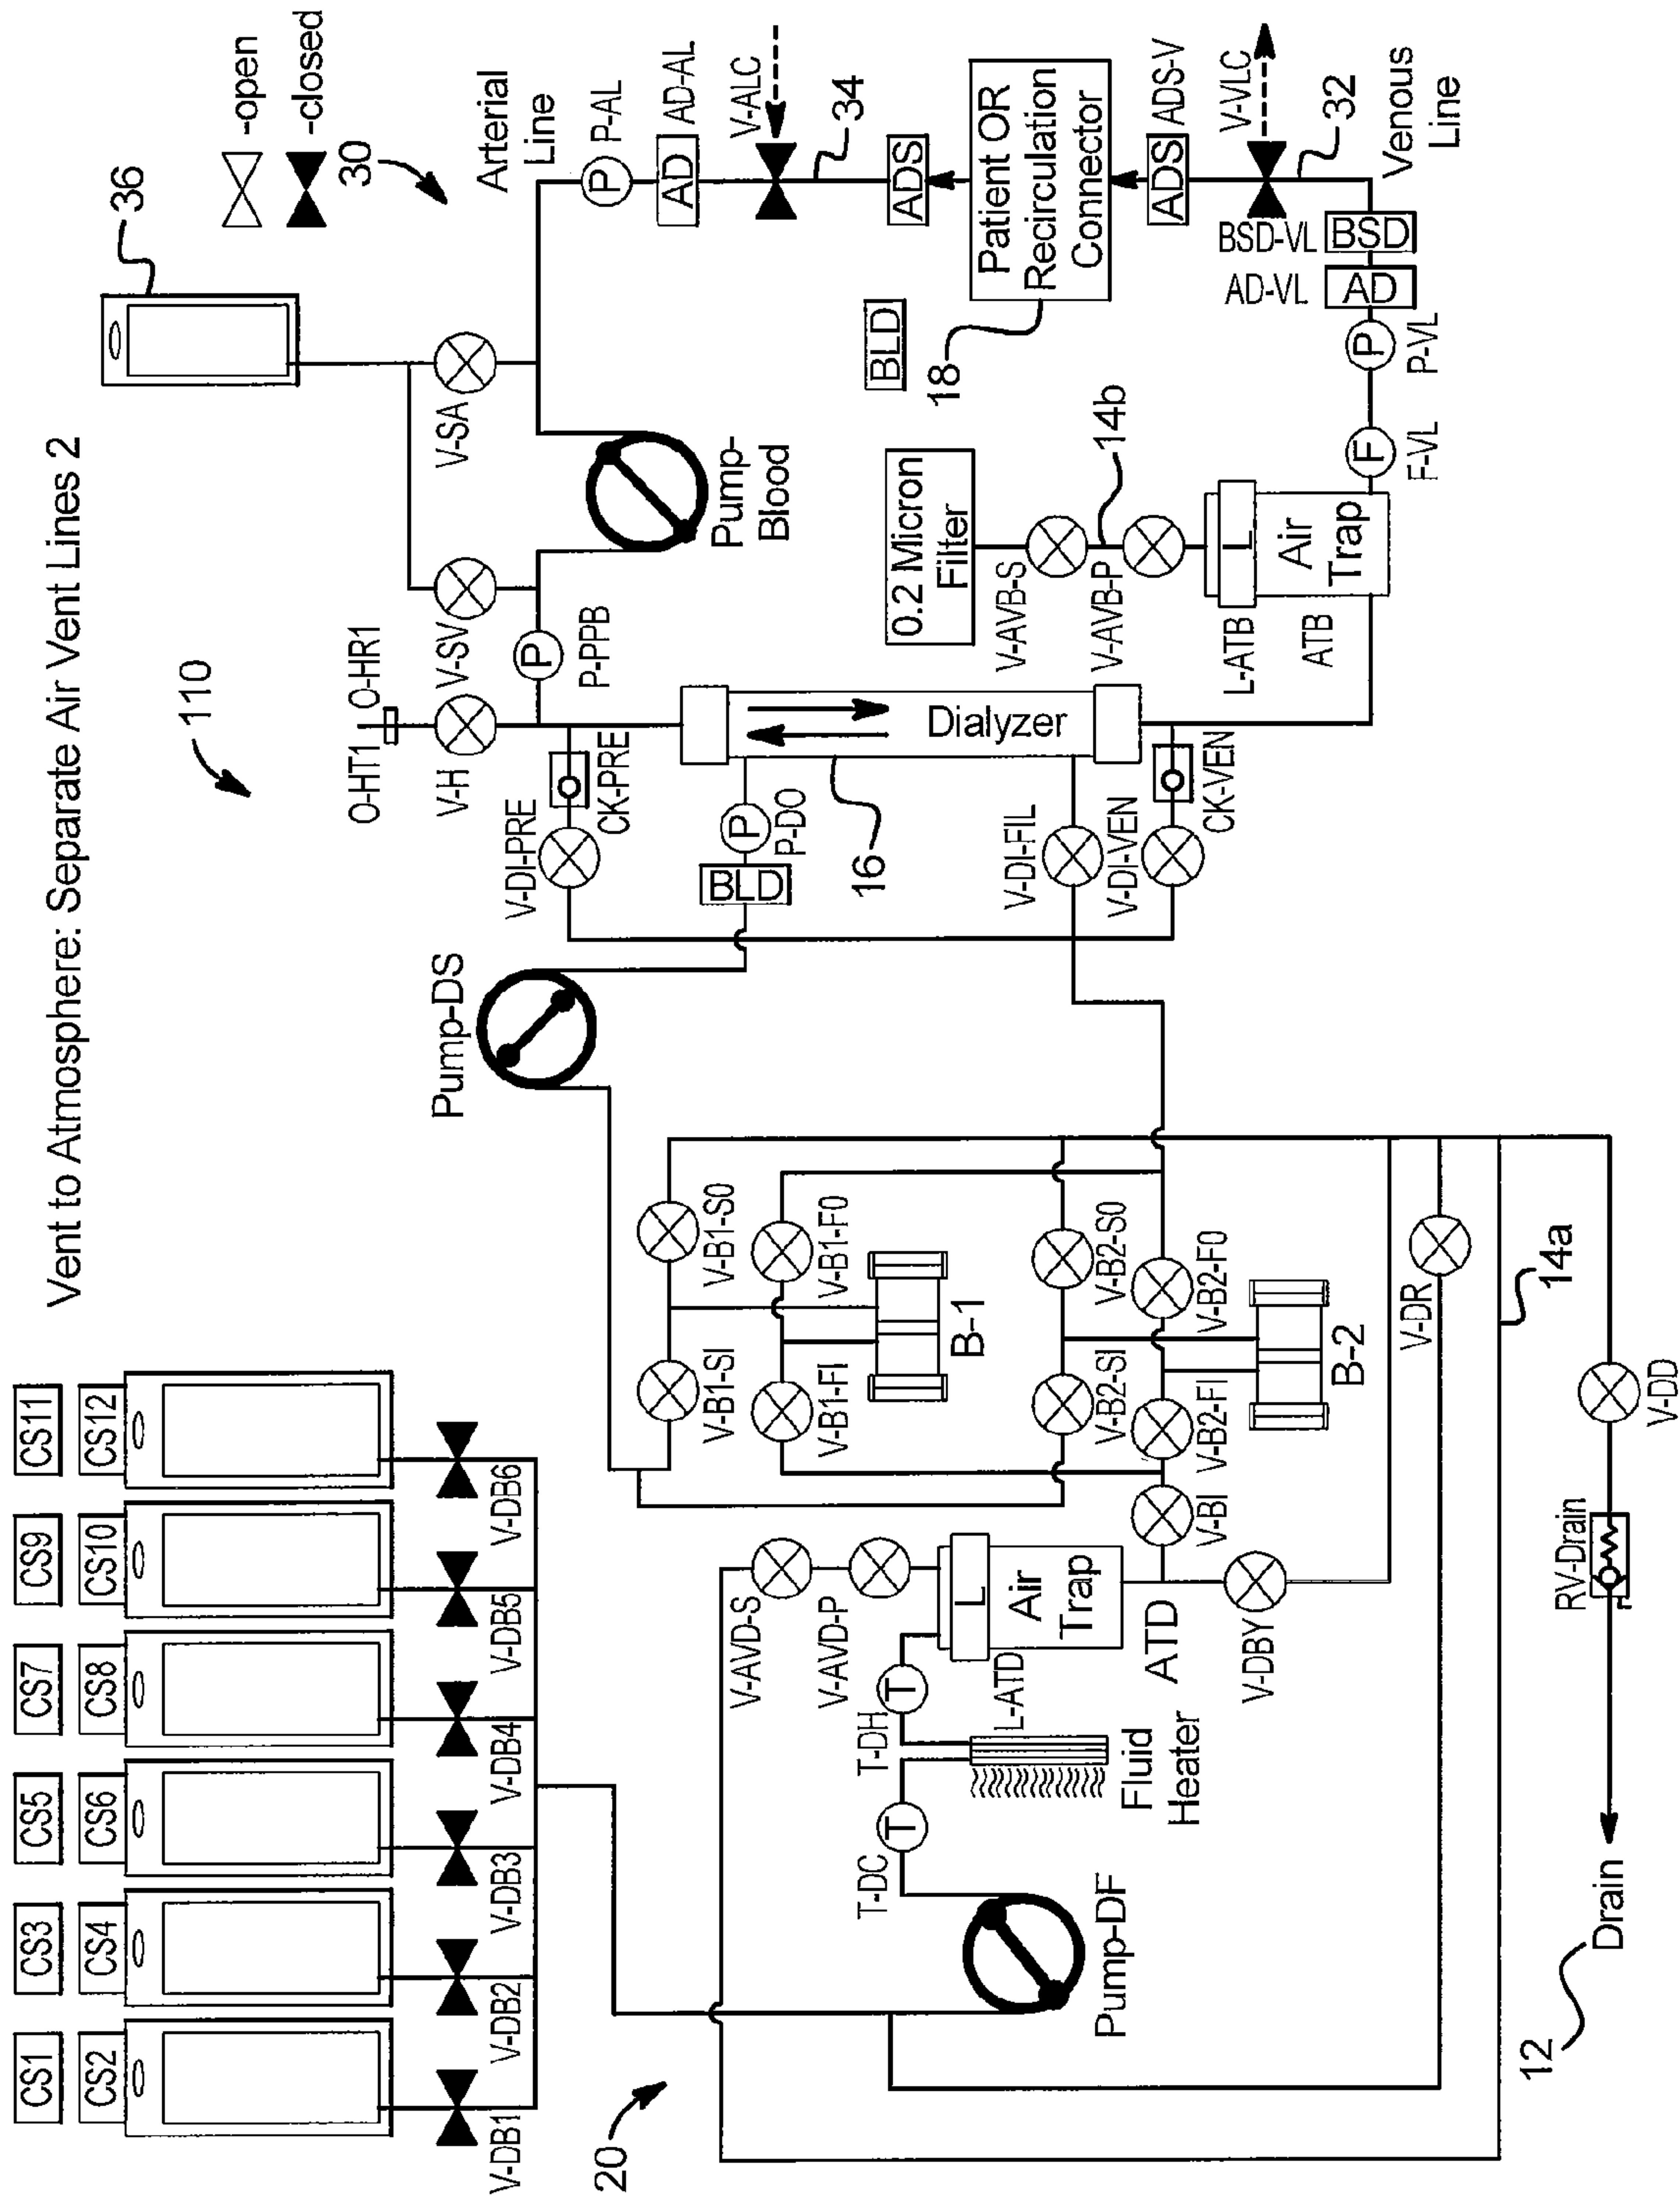 Vent to Atmosphere: Separate Air Vent Lines 2
-open
-closed
110
36
30
CS1
CS3
CS5
CS7
CS9
CS11
CS2
CS4
CS6
CS8
CS10
CS12
V-DB1
V-DB2
V-DB3
V-DB4
V-DB5
V-DB6
20
Pump-DS
O-HT1
O-HR1
V-H
V-SV
V-SA
Arterial
Line
P
P-AL
AD
AD-AL
V-ALC
34
ADS
P
P-PPB
Pump-
Blood
V-DI-PRE
CK-PRE
BLD
P
P-DO
16
Dialyzer
V-DI-FIL
V-DI-VEN
CK-VEN
0.2 Micron
Filter
V-AVB-S
14b
V-AVB-P
L
L-ATB
Air
Trap
ATB
BLD
18
Patient OR
Recirculation
Connector
ADS
ADS-V
V-VLC
32
Venous
Line
BSD-VL
BSD
AD-VL
AD
P
P-VL
F
F-VL
V-B1-SI
V-B1-S0
V-B1-FI
V-B1-F0
B-1
V-B2-SI
V-B2-S0
V-B2-FI
V-B2-F0
B-2
V-BI
V-AVD-S
V-AVD-P
L
L-ATD
Air
Trap
ATD
V-DBY
T
T-DH
T
T-DC
Fluid
Heater
Pump-DF
V-DR
14a
V-DD
RV-Drain
Drain
12